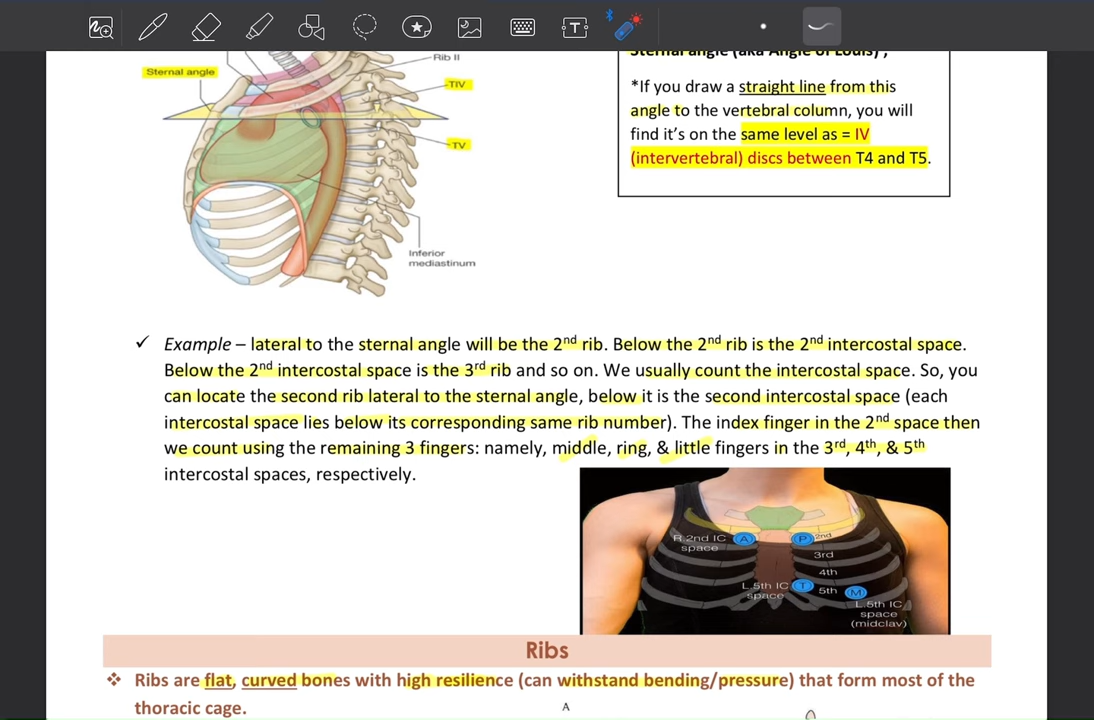 Sternal angle (aka Angle of Louis) ;
Rib II
Sternal angle
TIV
TV
Inferior
mediastinum
*If you draw a straight line from this
angle to the vertebral column, you will
find it's on the same level as = IV
(intervertebral) discs between T4 and T5.
✓ Example – lateral to the sternal angle will be the 2nd rib. Below the 2nd rib is the 2nd intercostal space.
Below the 2nd intercostal space is the 3rd rib and so on. We usually count the intercostal space. So, you
can locate the second rib lateral to the sternal angle, below it is the second intercostal space (each
intercostal space lies below its corresponding same rib number). The index finger in the 2nd space then
we count using the remaining 3 fingers: namely, middle, ring, & little fingers in the 3rd, 4th, & 5th
intercostal spaces, respectively.
R.2nd IC
space
A
P
2nd
3rd
4th
5th
L.5th IC
space
T
M
L.5th IC
space
(midclav)
Ribs
❖ Ribs are flat, curved bones with high resilience (can withstand bending/pressure) that form most of the
thoracic cage.
A